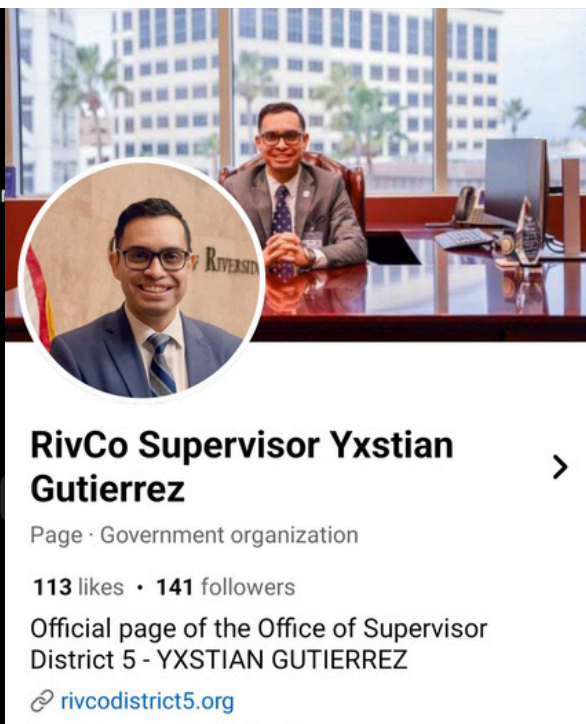 RIVERSID
RivCo Supervisor Yxstian
Gutierrez
Page · Government organization
113 likes • 141 followers
Official page of the Office of Supervisor
District 5 - YXSTIAN GUTIERREZ
rivcodistrict5.org